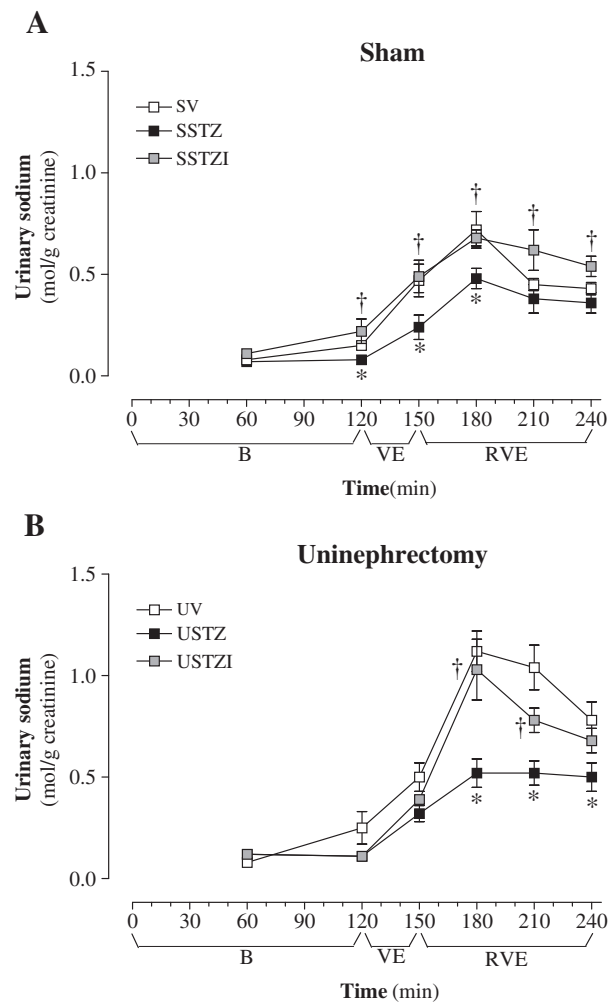 A
Sham
1.5
1.0
0.5
0.0
Urinary sodium
(mol/g creatinine)
SV
SSTZ
SSTZI
† † † † †
* * *
0 30 60 90 120 150 180 210 240
B VE RVE
Time(min)
B
Uninephrectomy
1.5
1.0
0.5
0.0
Urinary sodium
(mol/g creatinine)
UV
USTZ
USTZI
† †
* * *
0 30 60 90 120 150 180 210 240
B VE RVE
Time (min)